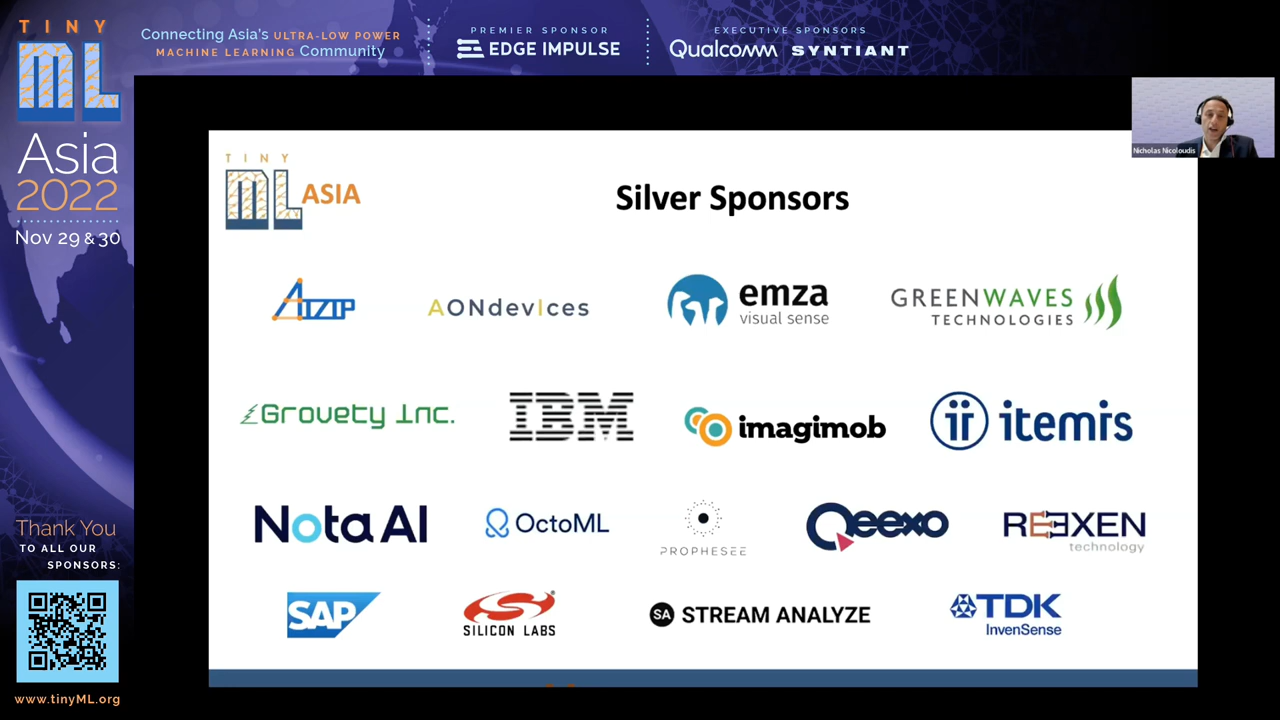 TINY
ML
Asia
2022
Nov 29 & 30
Connecting Asia's ULTRA-LOW POWER
MACHINE LEARNING Community
PREMIER SPONSOR
EDGE IMPULSE
EXECUTIVE SPONSORS
Qualcomm SYNTIANT
Nicholas Nicoloudis
TINY
ML ASIA
Silver Sponsors
AIZIP
AONdevIces
emza
visual sense
GREENWAVES
TECHNOLOGIES
Grovety Inc.
IBM
imagimob
itemis
Nota AI
OctoML
PROPHESEE
Qeexo
REEXEN
technology
SAP
SILICON LABS
SA STREAM ANALYZE
TDK
InvenSense
Thank You
TO ALL OUR
SPONSORS:
www.tinyML.org